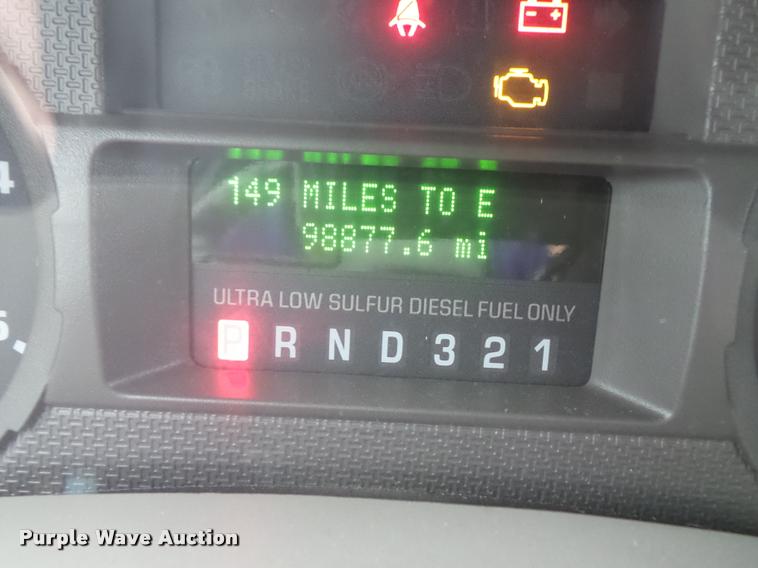 149 MILES TO E
98877.6 mi
ULTRA LOW SULFUR DIESEL FUEL ONLY
P R N D 3 2 1
Purple Wave Auction